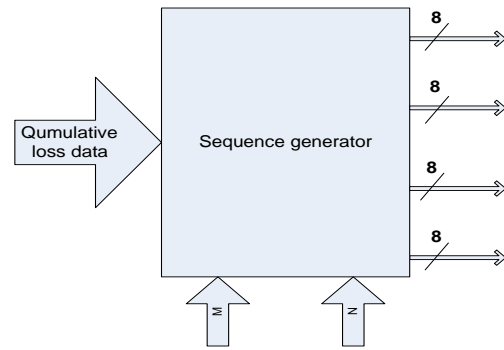 8
8
Qumulative
loss data
Sequence generator
8
8
M
N